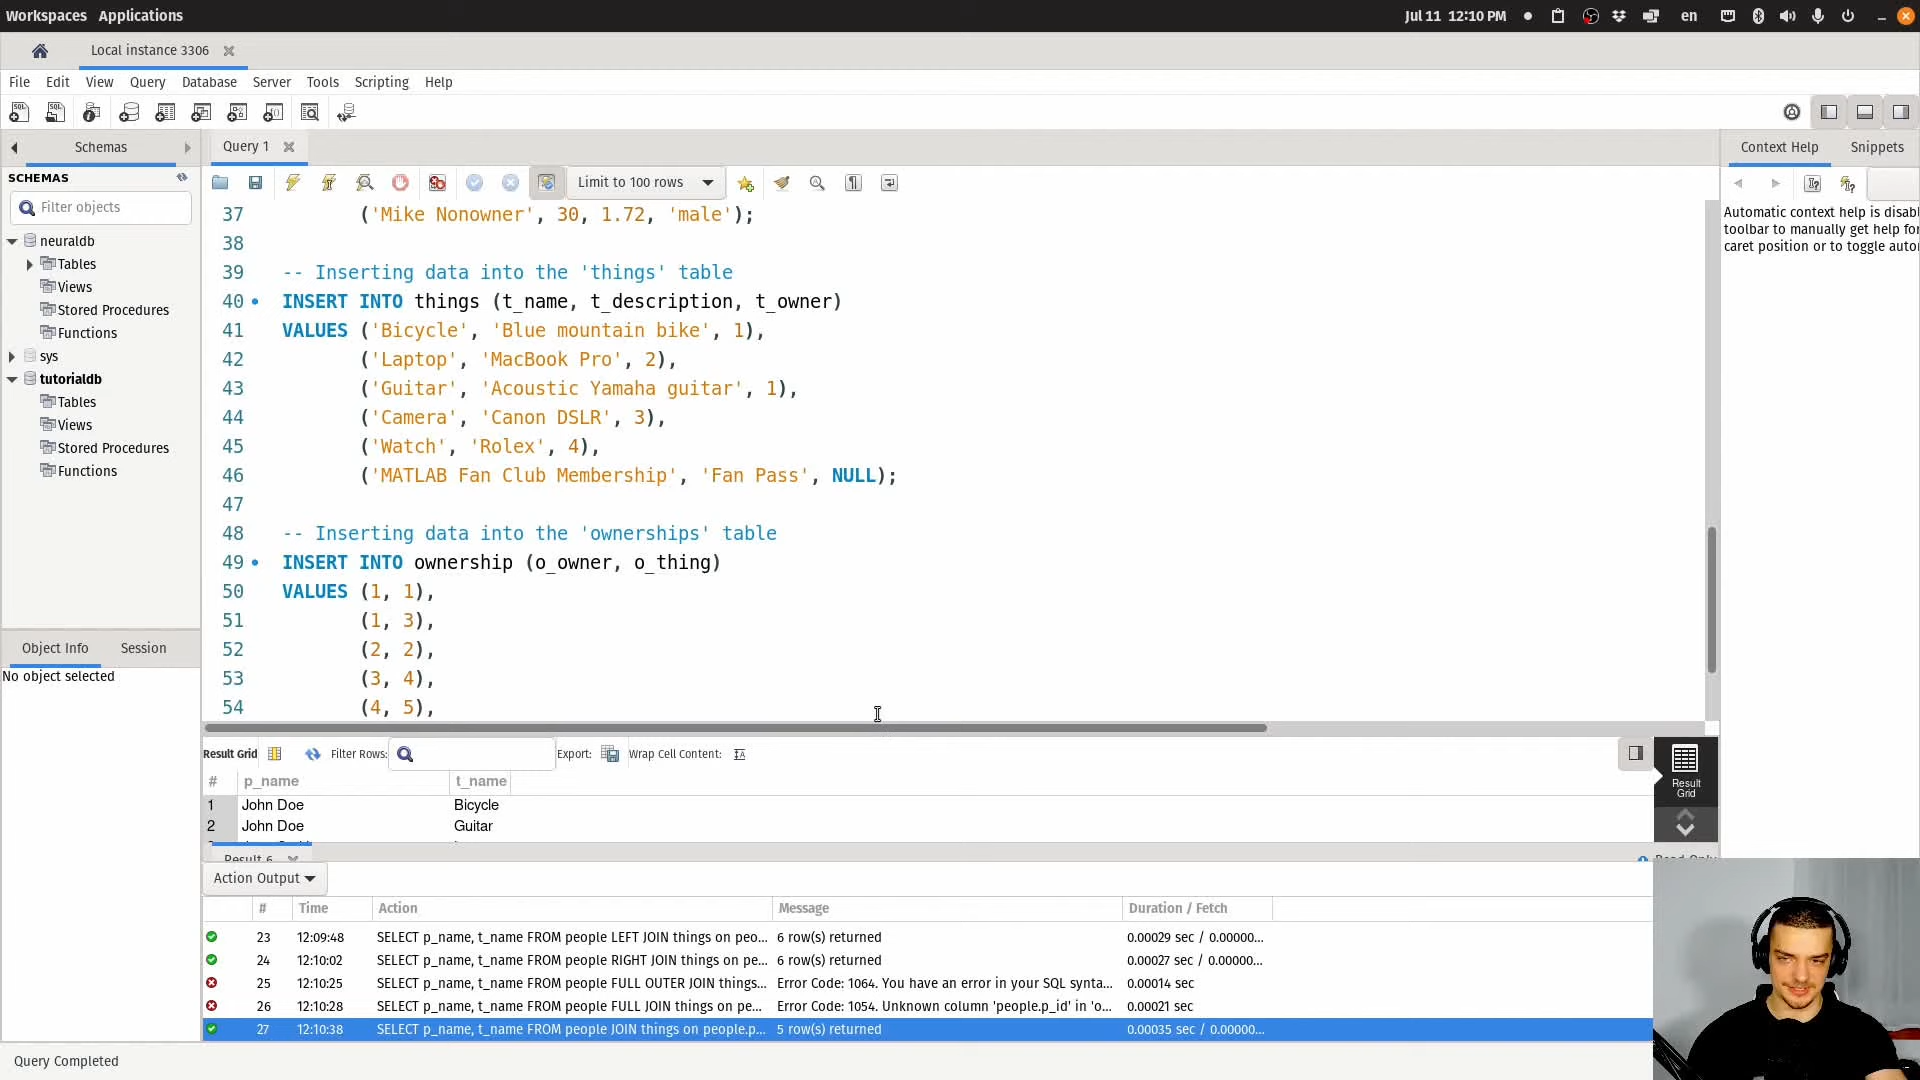 Workspaces Applications
Jul 11 12:10 PM
en
Local instance 3306
File Edit View Query Database Server Tools Scripting Help
Schemas
Query 1
Context Help Snippets
SCHEMAS
Filter objects
Limit to 100 rows
neuraldb
Tables
Views
Stored Procedures
Functions
sys
tutorialdb
Tables
Views
Stored Procedures
Functions
Object Info Session
No object selected
37 ('Mike Nonowner', 30, 1.72, 'male');
38
39 -- Inserting data into the 'things' table
40 INSERT INTO things (t_name, t_description, t_owner)
41 VALUES ('Bicycle', 'Blue mountain bike', 1),
42 ('Laptop', 'MacBook Pro', 2),
43 ('Guitar', 'Acoustic Yamaha guitar', 1),
44 ('Camera', 'Canon DSLR', 3),
45 ('Watch', 'Rolex', 4),
46 ('MATLAB Fan Club Membership', 'Fan Pass', NULL);
47
48 -- Inserting data into the 'ownerships' table
49 INSERT INTO ownership (o_owner, o_thing)
50 VALUES (1, 1),
51 (1, 3),
52 (2, 2),
53 (3, 4),
54 (4, 5),
Automatic context help is disabl
toolbar to manually get help for
caret position or to toggle auto
Result Grid Filter Rows: Export: Wrap Cell Content:
# p_name t_name
1 John Doe Bicycle
2 John Doe Guitar
Result Grid
Result 6
Read Only
Action Output
# Time Action Message Duration / Fetch
23 12:09:48 SELECT p_name, t_name FROM people LEFT JOIN things on peo... 6 row(s) returned 0.00029 sec / 0.00000...
24 12:10:02 SELECT p_name, t_name FROM people RIGHT JOIN things on pe... 6 row(s) returned 0.00027 sec / 0.00000...
25 12:10:25 SELECT p_name, t_name FROM people FULL OUTER JOIN things... Error Code: 1064. You have an error in your SQL synta... 0.00014 sec
26 12:10:28 SELECT p_name, t_name FROM people FULL JOIN things on pe... Error Code: 1054. Unknown column 'people.p_id' in 'o... 0.00021 sec
27 12:10:38 SELECT p_name, t_name FROM people JOIN things on people.p... 5 row(s) returned 0.00035 sec / 0.00000...
Query Completed